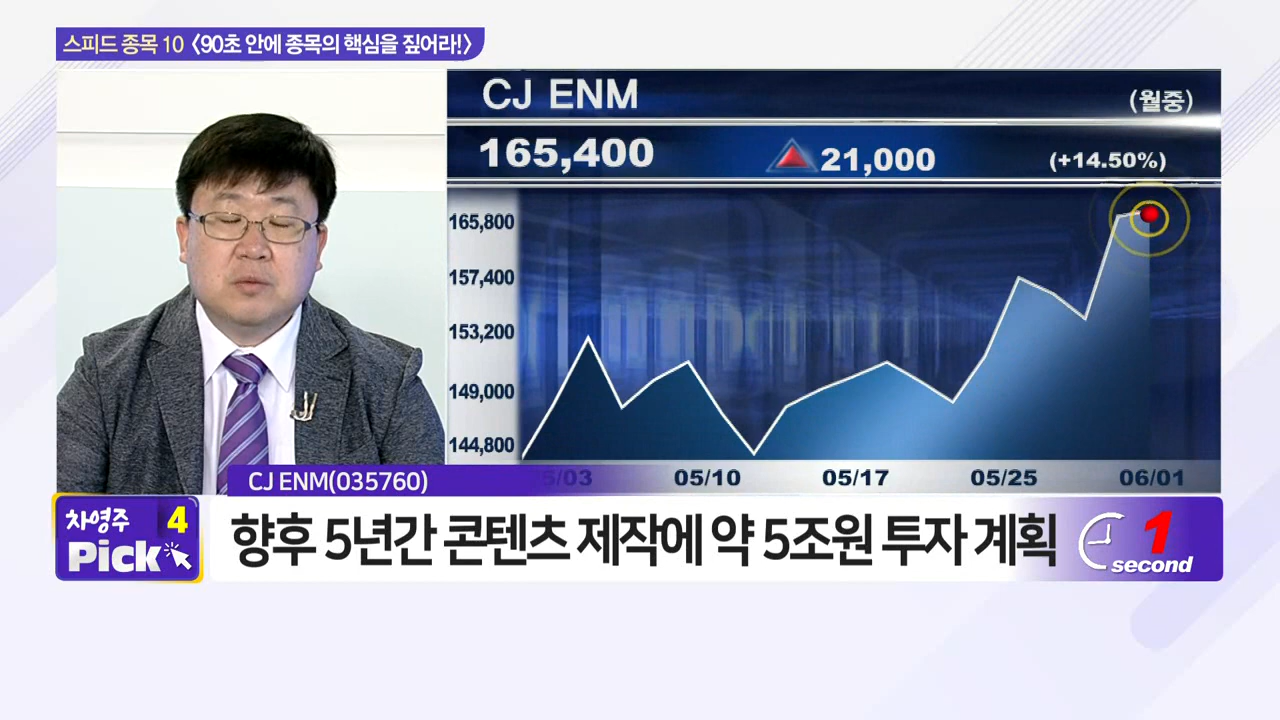 스피드 종목 10 <90초 안에 종목의 핵심을 짚어라!>
CJ ENM
(월중)
165,400
21,000
(+14.50%)
165,800
157,400
153,200
149,000
144,800
05/03
05/10
05/17
05/25
06/01
CJ ENM(035760)
차영주 4
Pick
향후 5년간 콘텐츠 제작에 약 5조원 투자 계획
1
second